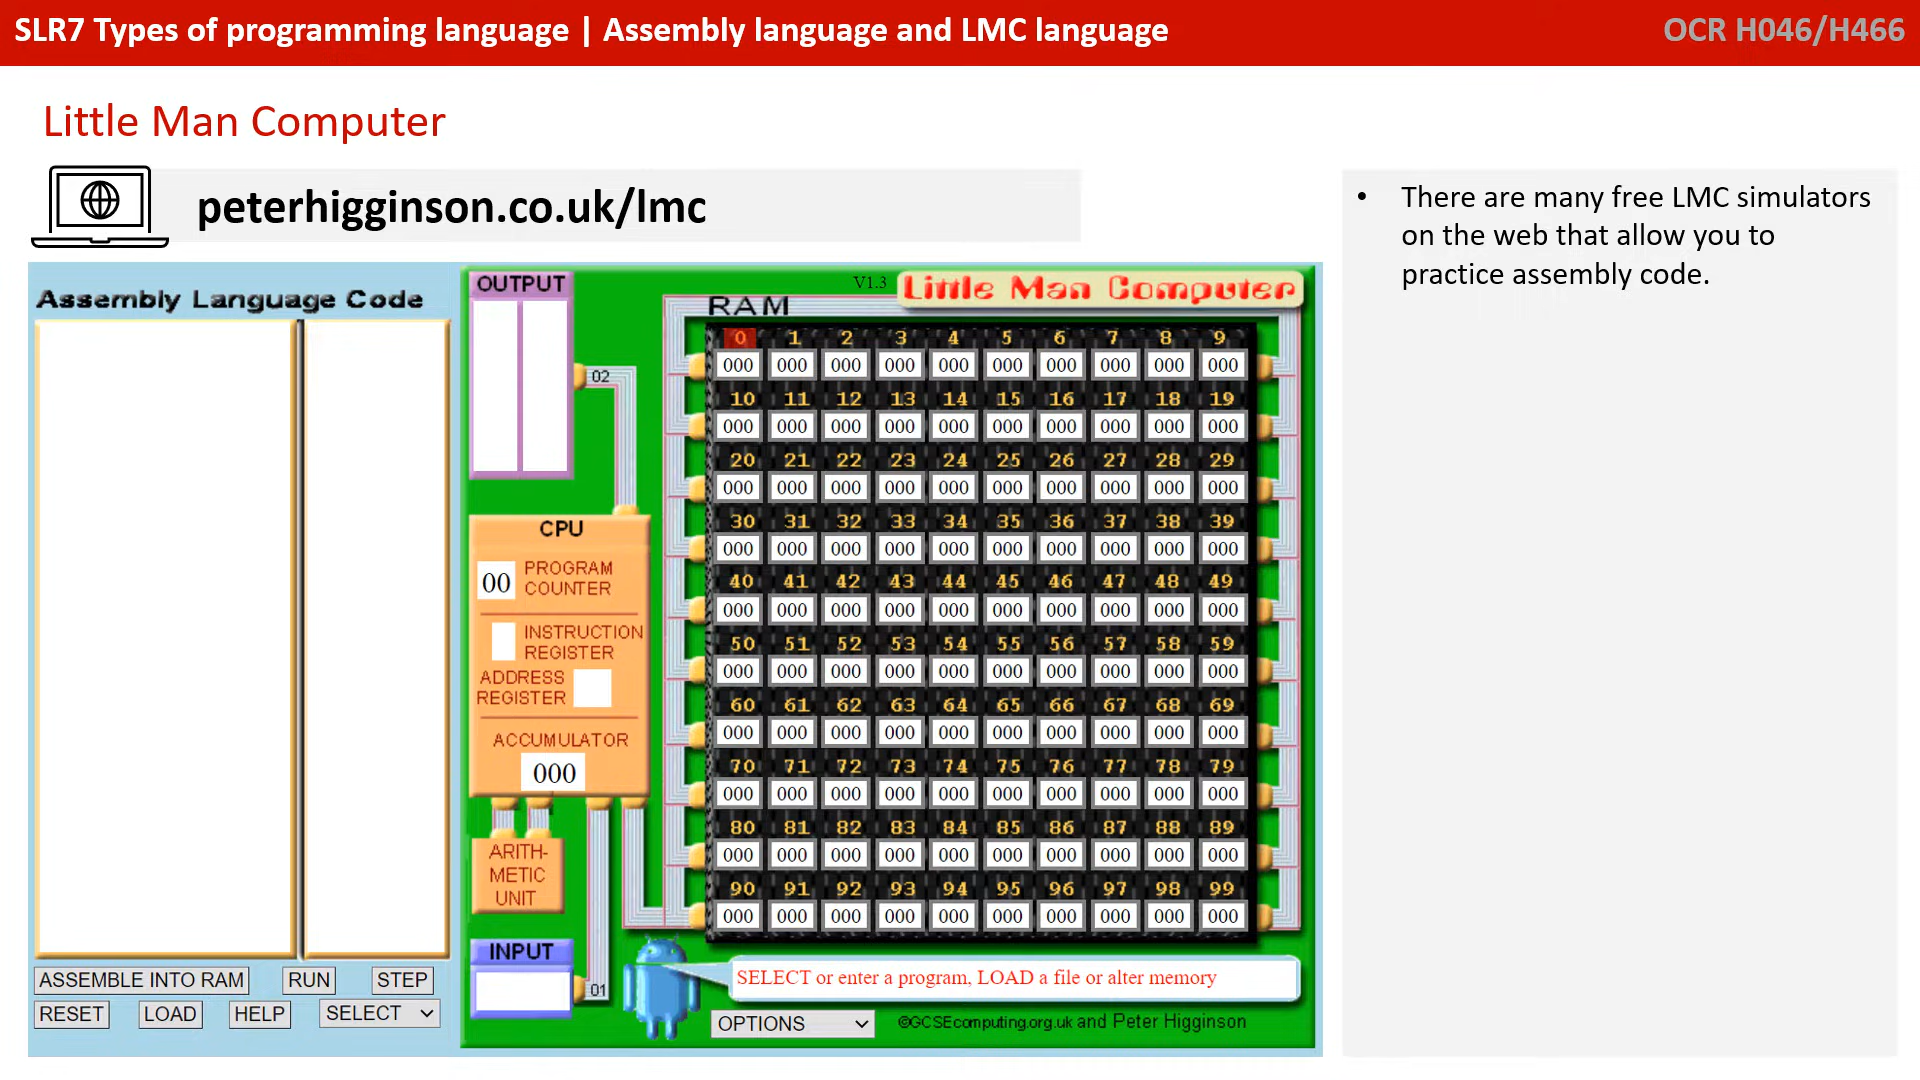 SLR7 Types of programming language | Assembly language and LMC language
OCR H046/H466
Little Man Computer
peterhigginson.co.uk/lmc
• There are many free LMC simulators
on the web that allow you to
practice assembly code.
Assembly Language Code
OUTPUT
V1.3
Little Man Computer
RAM
0 1 2 3 4 5 6 7 8 9
000 000 000 000 000 000 000 000 000 000
10 11 12 13 14 15 16 17 18 19
000 000 000 000 000 000 000 000 000 000
20 21 22 23 24 25 26 27 28 29
000 000 000 000 000 000 000 000 000 000
30 31 32 33 34 35 36 37 38 39
000 000 000 000 000 000 000 000 000 000
40 41 42 43 44 45 46 47 48 49
000 000 000 000 000 000 000 000 000 000
50 51 52 53 54 55 56 57 58 59
000 000 000 000 000 000 000 000 000 000
60 61 62 63 64 65 66 67 68 69
000 000 000 000 000 000 000 000 000 000
70 71 72 73 74 75 76 77 78 79
000 000 000 000 000 000 000 000 000 000
80 81 82 83 84 85 86 87 88 89
000 000 000 000 000 000 000 000 000 000
90 91 92 93 94 95 96 97 98 99
000 000 000 000 000 000 000 000 000 000
02
CPU
00
PROGRAM
COUNTER
INSTRUCTION
REGISTER
ADDRESS
REGISTER
ACCUMULATOR
000
ARITH-
METIC
UNIT
INPUT
01
SELECT or enter a program, LOAD a file or alter memory
OPTIONS
©GCSEcomputing.org.uk and Peter Higginson
ASSEMBLE INTO RAM
RUN
STEP
RESET
LOAD
HELP
SELECT